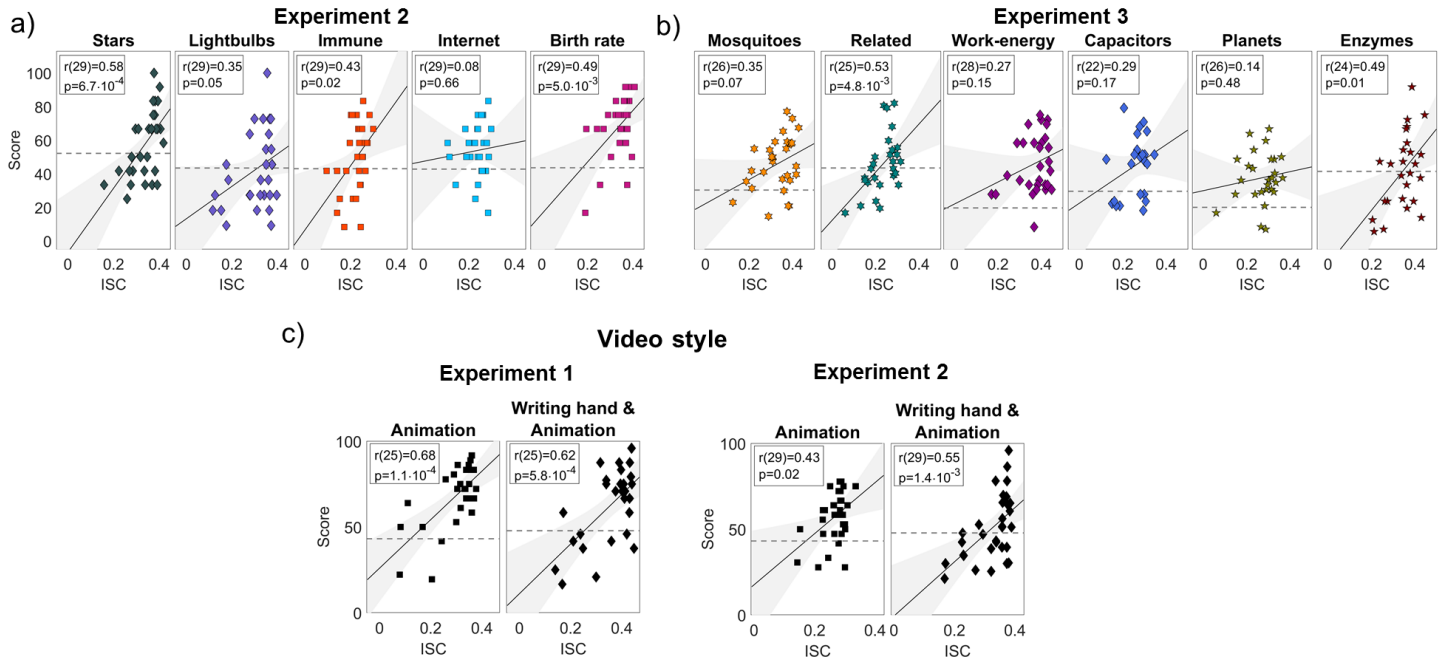 a)
Experiment 2
Stars
Lightbulbs
Immune
Internet
Birth rate
r(29)=0.58
p=6.7·10⁻⁴
r(29)=0.35
p=0.05
r(29)=0.43
p=0.02
r(29)=0.08
p=0.66
r(29)=0.49
p=5.0·10⁻³
Score
100
80
60
40
20
0
0 0.2 0.4
0 0.2 0.4
0 0.2 0.4
0 0.2 0.4
0 0.2 0.4
ISC
ISC
ISC
ISC
ISC
b)
Experiment 3
Mosquitoes
Related
Work-energy
Capacitors
Planets
Enzymes
r(26)=0.35
p=0.07
r(25)=0.53
p=4.8·10⁻³
r(28)=0.27
p=0.15
r(22)=0.29
p=0.17
r(26)=0.14
p=0.48
r(24)=0.49
p=0.01
0 0.2 0.4
0 0.2 0.4
0 0.2 0.4
0 0.2 0.4
0 0.2 0.4
0 0.2 0.4
ISC
ISC
ISC
ISC
ISC
ISC
c)
Video style
Experiment 1
Animation
Writing hand &
Animation
r(25)=0.68
p=1.1·10⁻⁴
r(25)=0.62
p=5.8·10⁻⁴
Score
100
50
0
0 0.2 0.4
0 0.2 0.4
ISC
ISC
Experiment 2
Animation
Writing hand &
Animation
r(29)=0.43
p=0.02
r(29)=0.55
p=1.4·10⁻³
Score
100
50
0
0 0.2 0.4
0 0.2 0.4
ISC
ISC